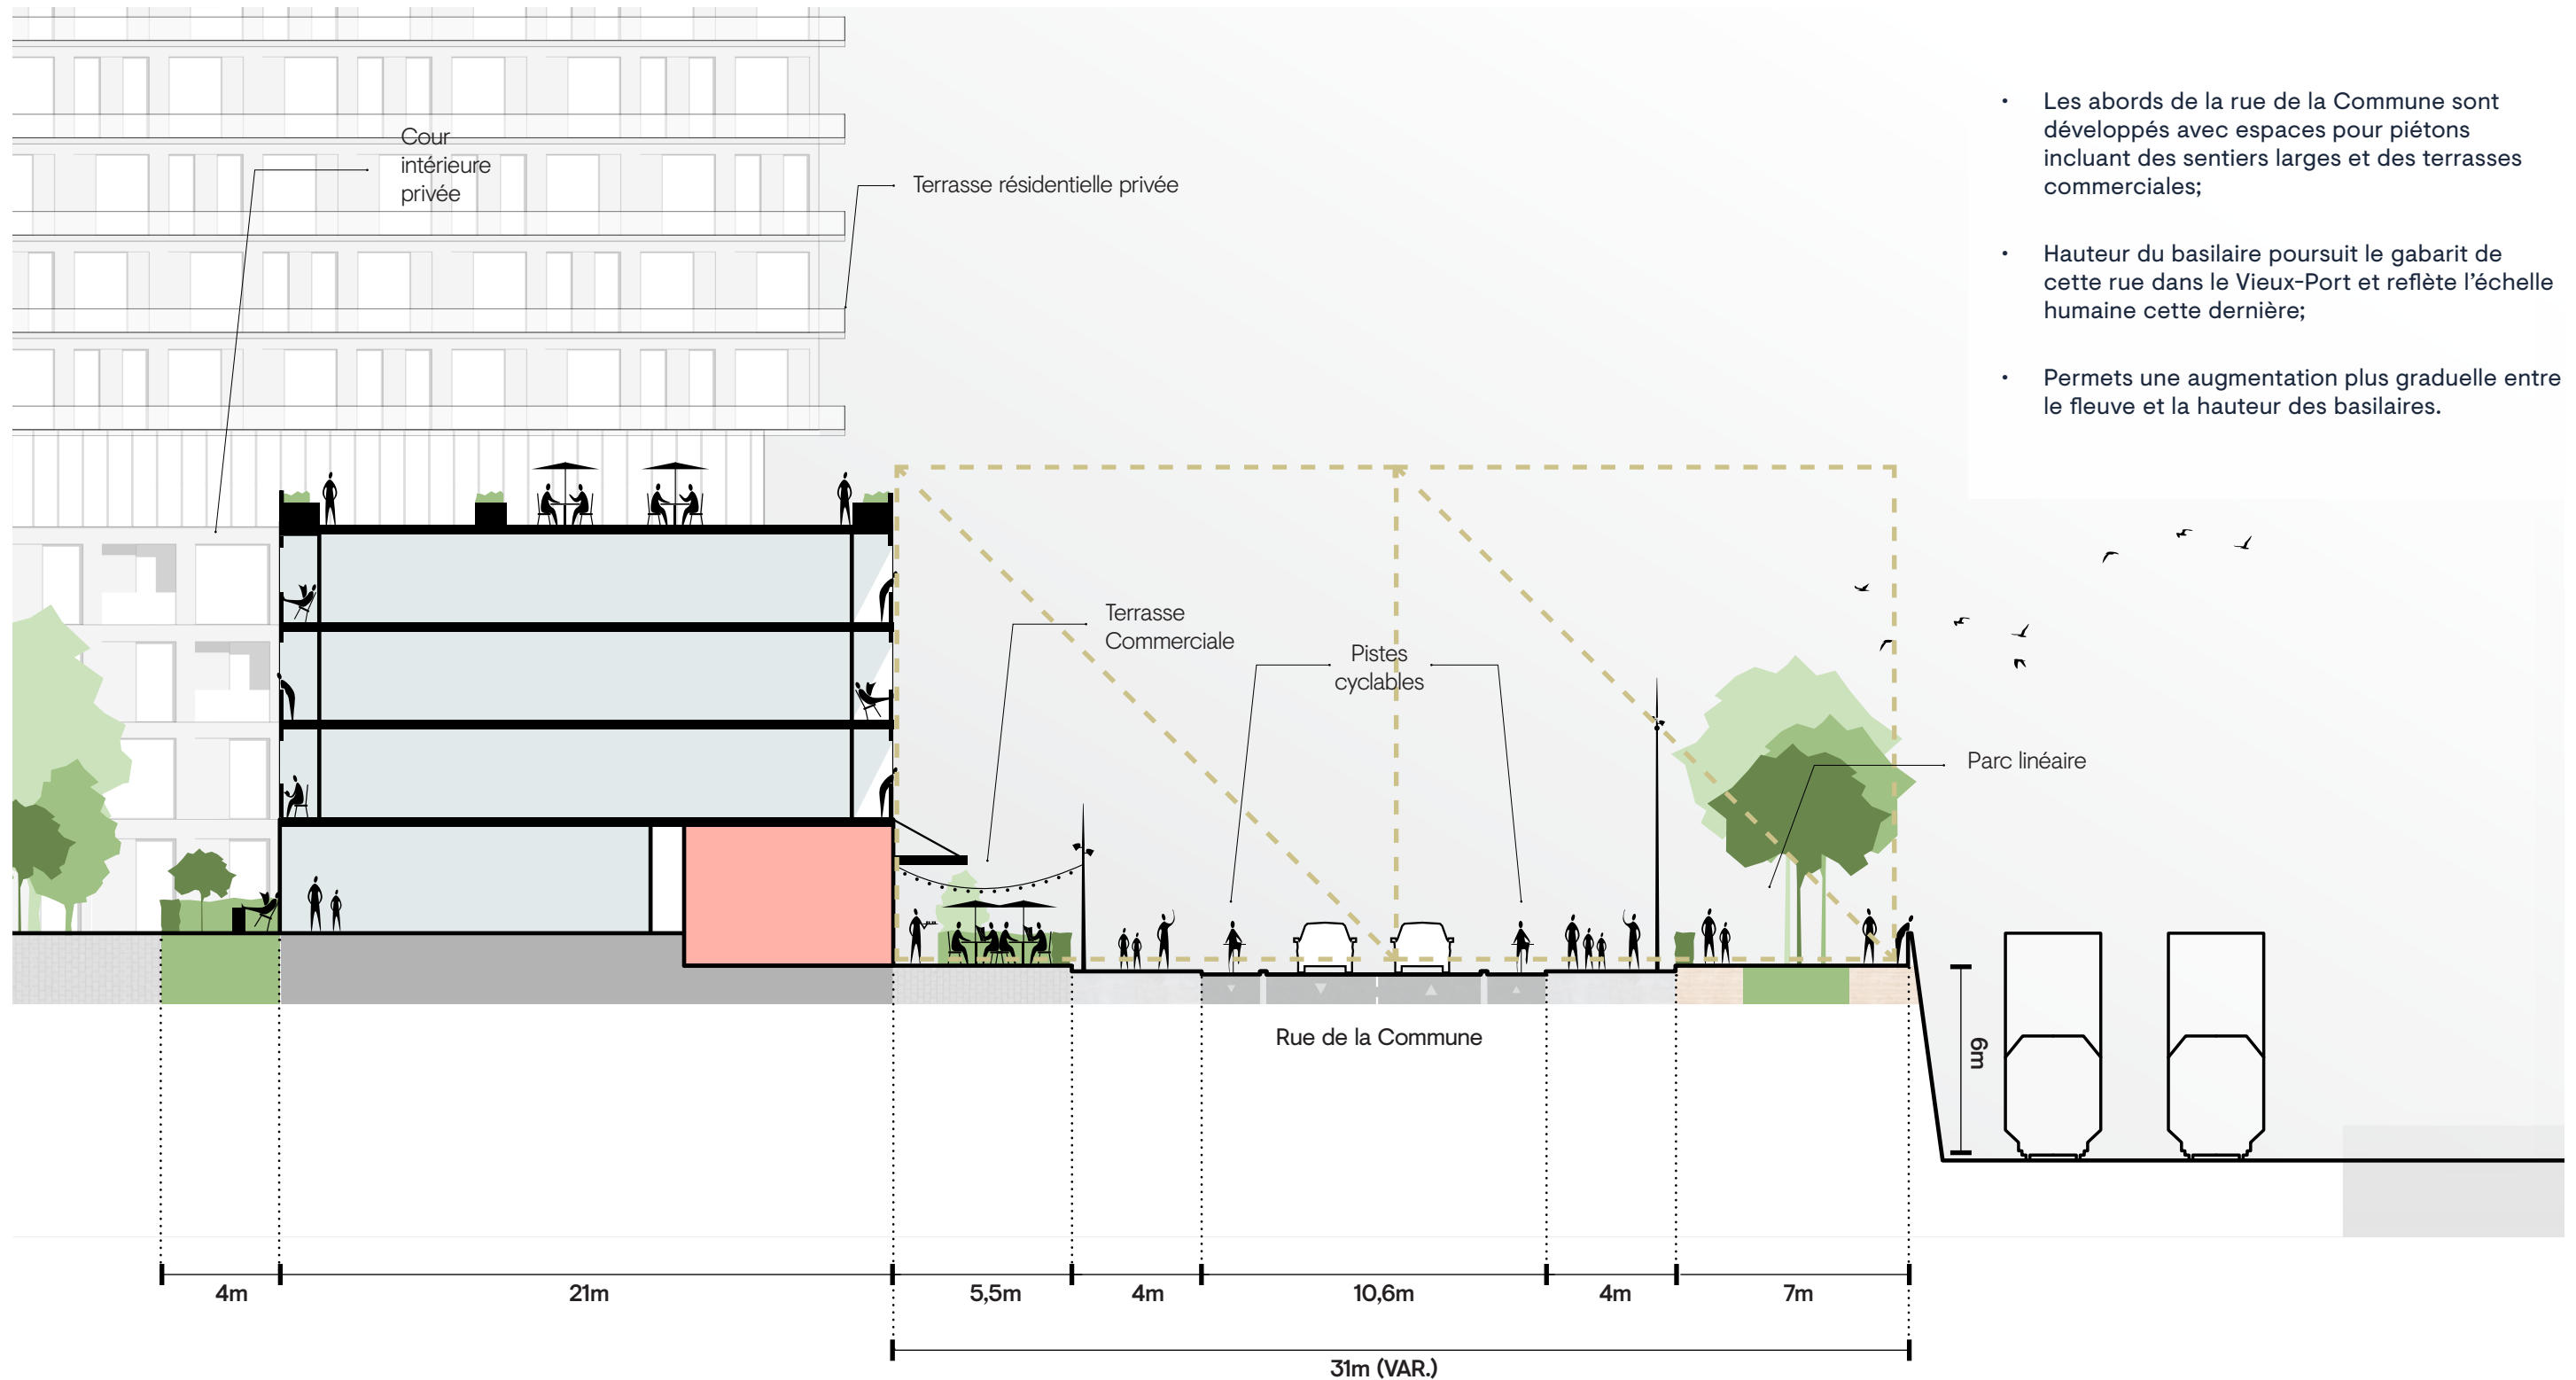 Cour
intérieure
privée
Terrasse résidentielle privée
• Les abords de la rue de la Commune sont
développés avec espaces pour piétons
incluant des sentiers larges et des terrasses
commerciales;
• Hauteur du basilaire poursuit le gabarit de
cette rue dans le Vieux-Port et reflète l’échelle
humaine cette dernière;
• Permets une augmentation plus graduelle entre
le fleuve et la hauteur des basilaires.
Terrasse
Commerciale
Pistes
cyclables
Parc linéaire
Rue de la Commune
6m
4m
21m
5,5m
4m
10,6m
4m
7m
31m (VAR.)